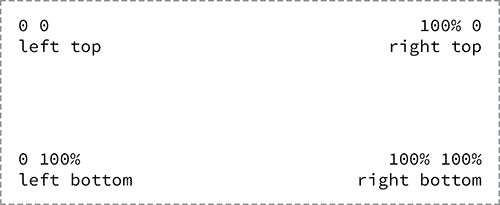 0 0
left top
100% 0
right top
0 100%
left bottom
100% 100%
right bottom